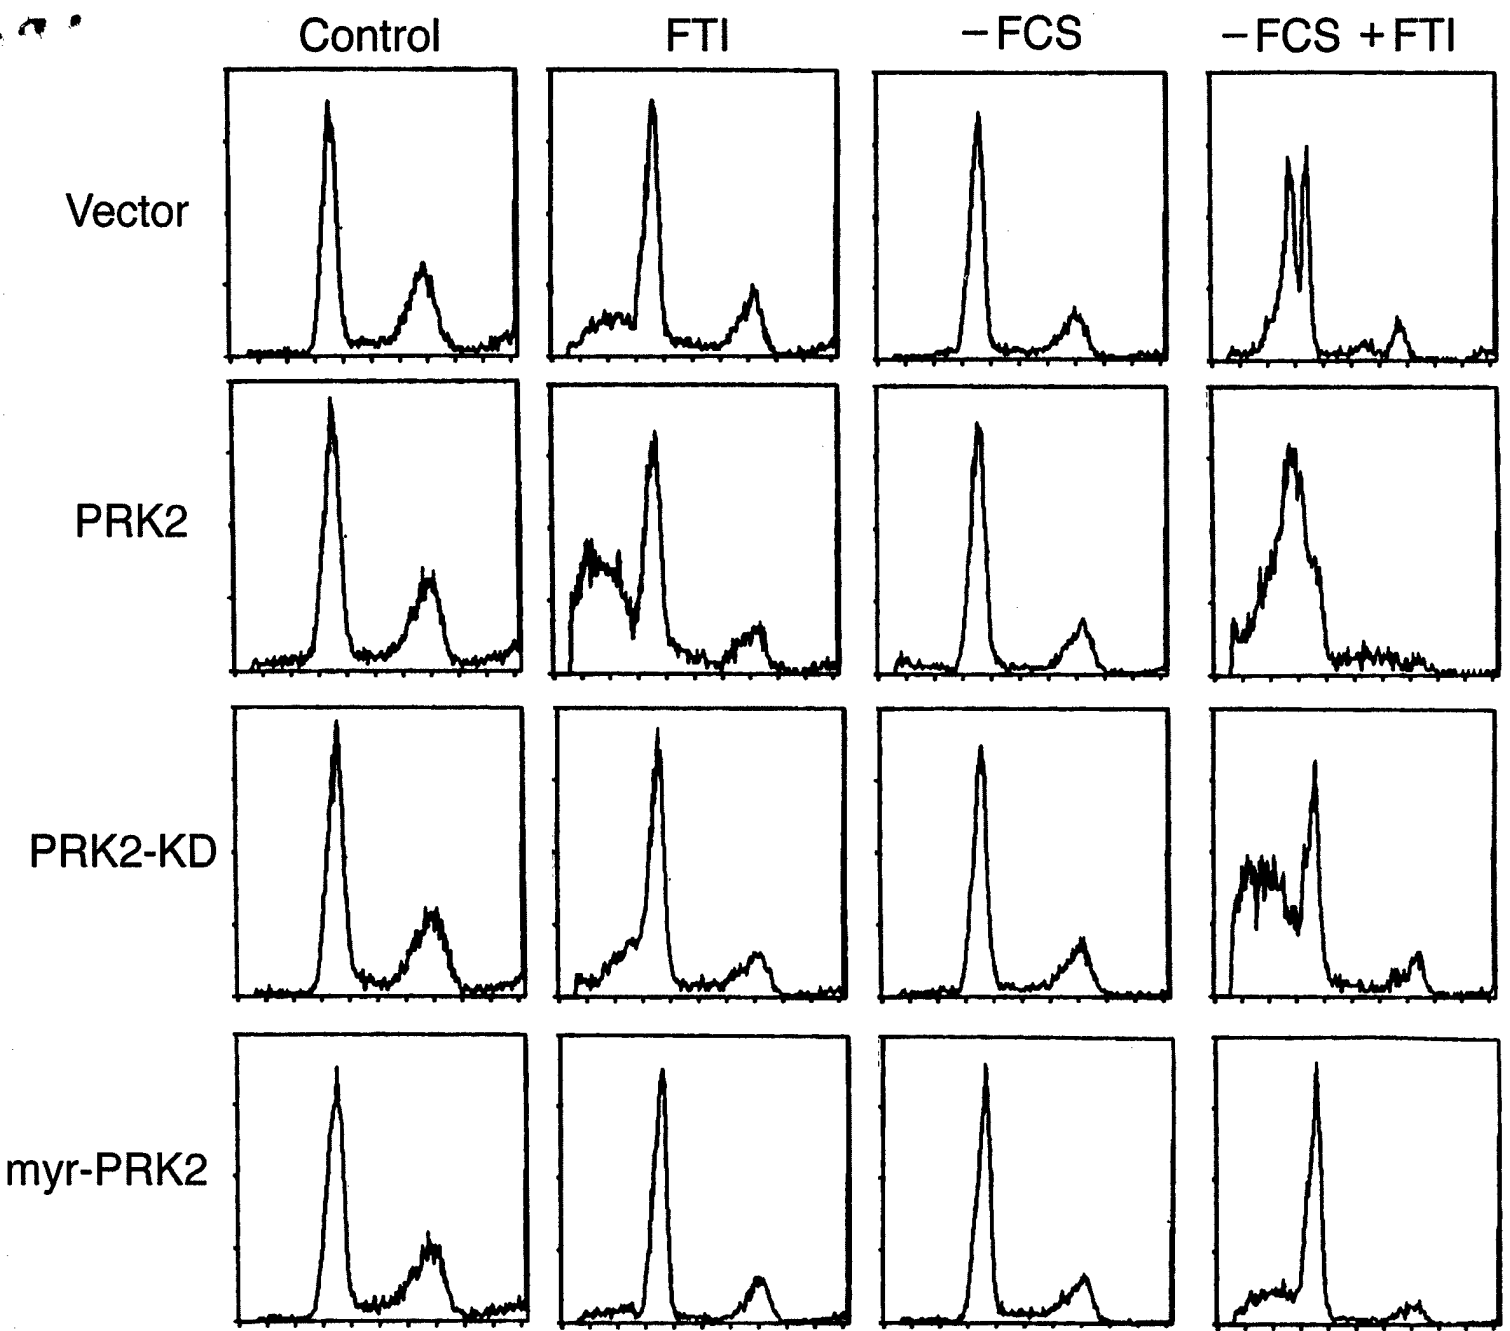 Control FTI −FCS −FCS +FTI
Vector
PRK2
PRK2-KD
myr-PRK2